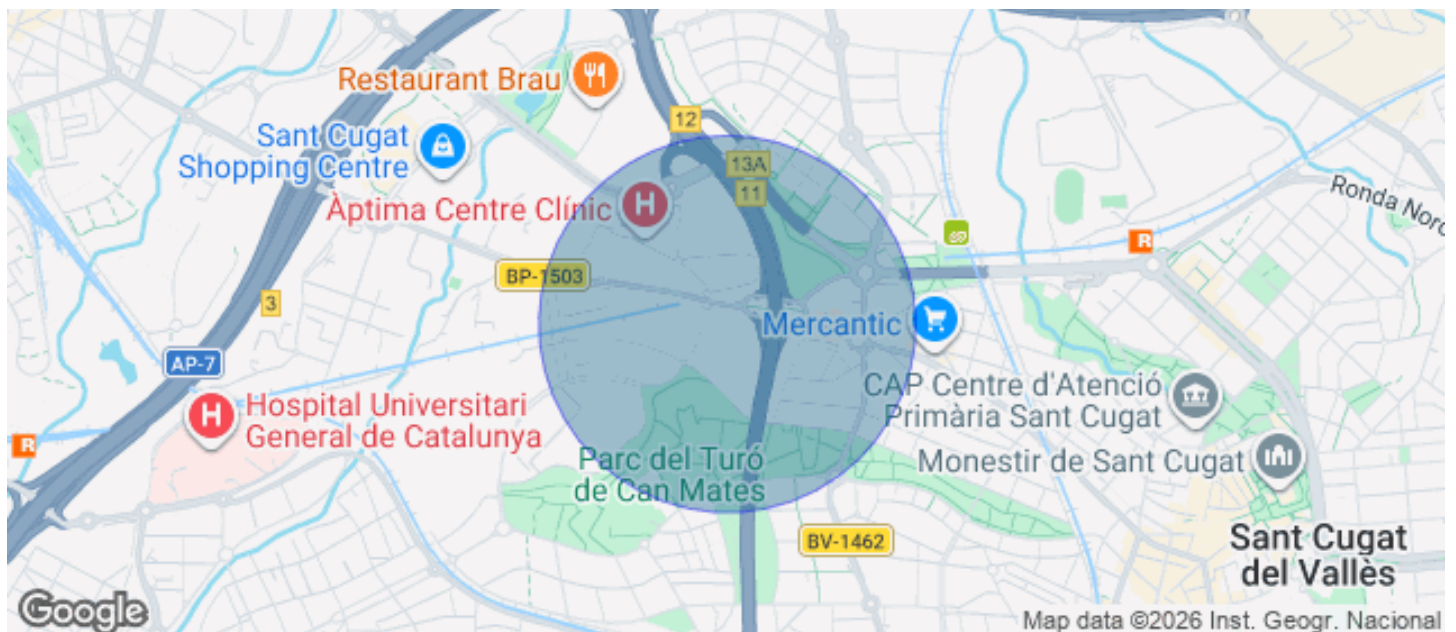 Restaurant Brau
12
Sant Cugat
Shopping Centre
13A
11
Àptima Centre Clínic
H
Ronda Nord
R
BP-1503
3
Mercantic
AP-7
CAP Centre d'Atenció
Primària Sant Cugat
H
Hospital Universitari
General de Catalunya
R
Parc del Turó
de Can Mates
Monestir de Sant Cugat
BV-1462
Sant Cugat
del Vallès
Google
Map data ©2026 Inst. Geogr. Nacional